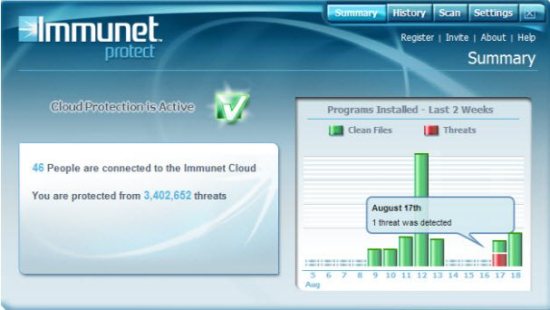 Immunet
protect
Summary History Scan Settings
Register | Invite | About | Help
Summary
Cloud Protection is Active
46 People are connected to the Immunet Cloud
You are protected from 3,402,652 threats
Programs Installed - Last 2 Weeks
Clean Files Threats
August 17th
1 threat was detected
5 6 7 8 9 10 11 12 13 14 15 16 17 18
Aug